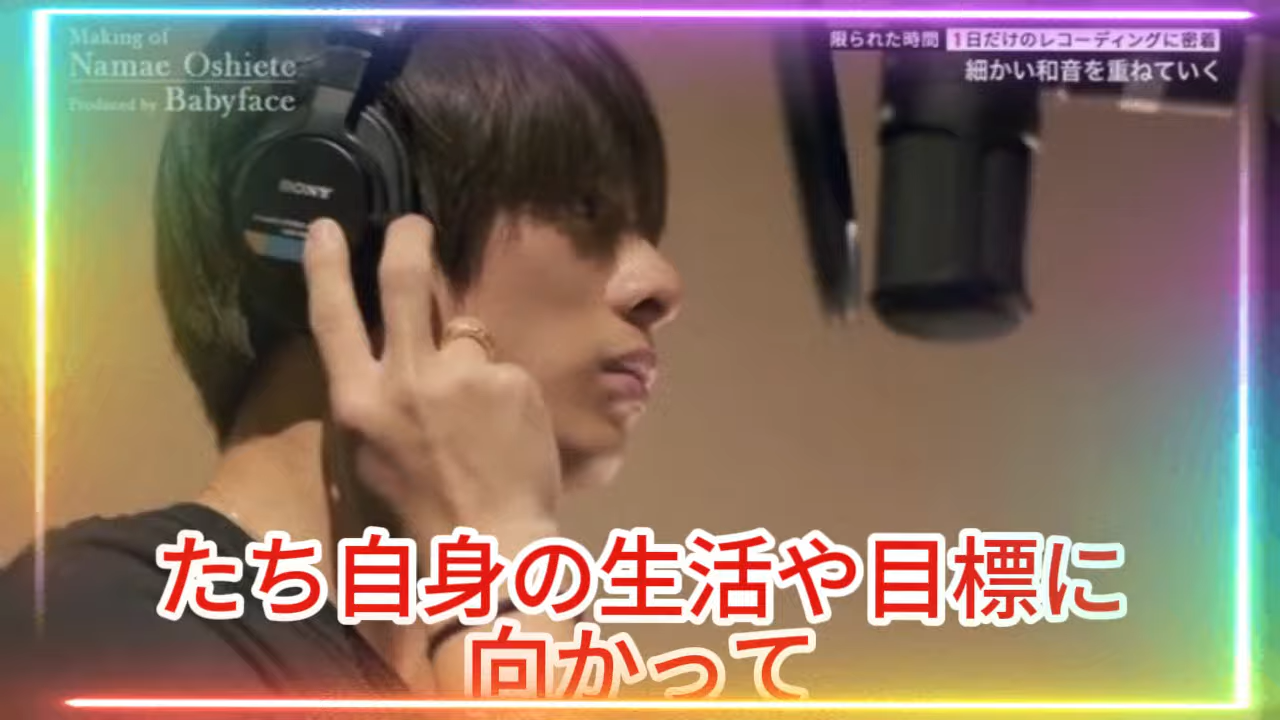 Making of
Namae Oshiete
Produced by Babyface
限られた時間 1日だけのレコーディングに密着
細かい和音を重ねていく
SONY
たち自身の生活や目標に
向かって